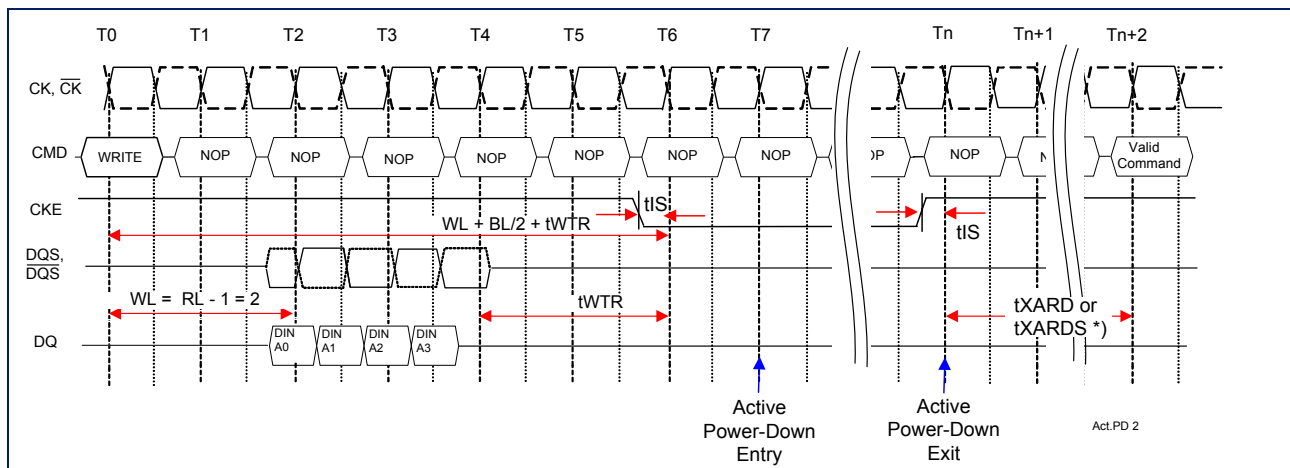 T0 T1 T2 T3 T4 T5 T6 T7 Tn Tn+1 Tn+2
CK, CK
CMD WRITE NOP NOP NOP NOP NOP NOP NOP OP NOP N Valid
Command
CKE tIS tIS
WL + BL/2 + tWTR
DQS,
DQS
WL = RL - 1 = 2 tWTR tXARD or
tXARDS *)
DQ DIN
A0 DIN
A1 DIN
A2 DIN
A3
Active
Power-Down
Entry
Active
Power-Down
Exit
Act.PD 2